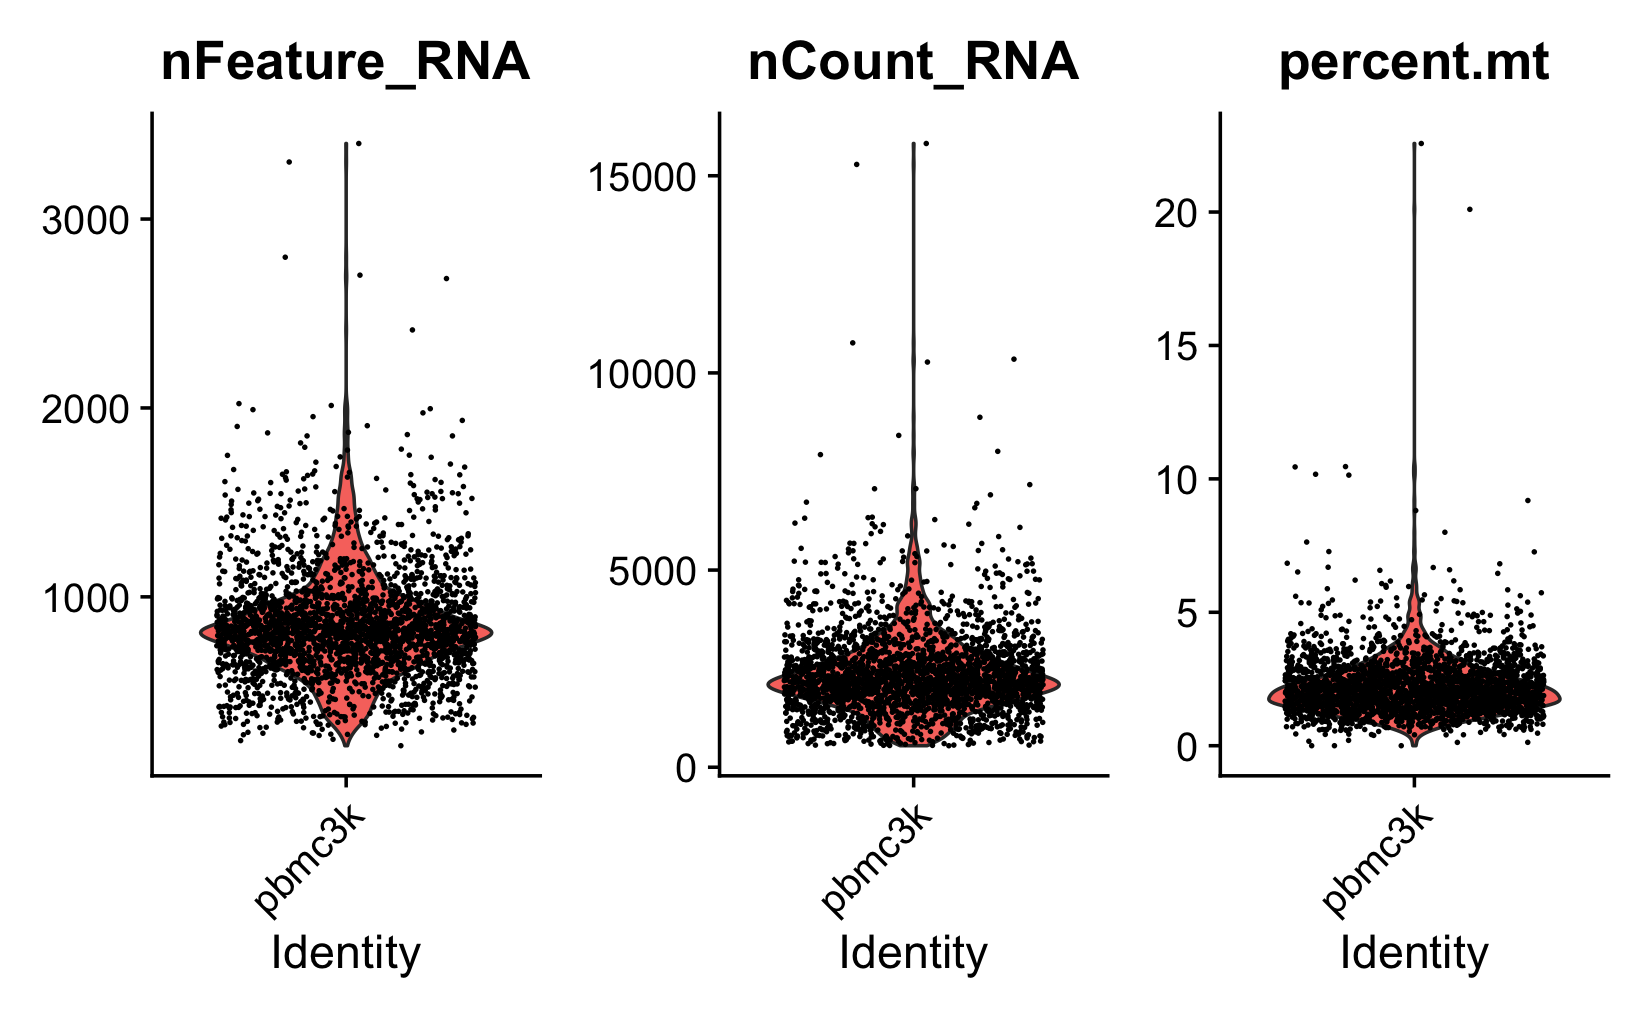 nFeature_RNA
3000
2000
1000
pbmc3k
Identity
nCount_RNA
15000
10000
5000
0
pbmc3k
Identity
percent.mt
20
15
10
5
0
pbmc3k
Identity